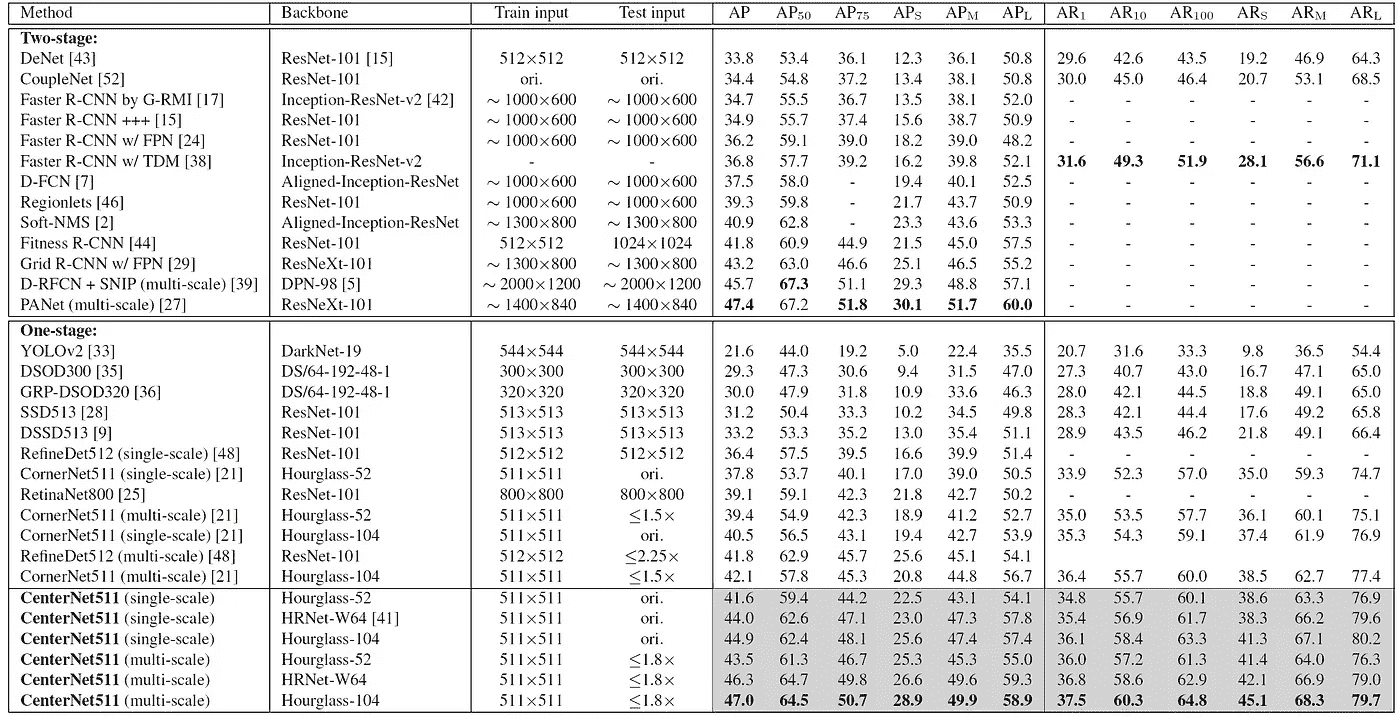 Method Backbone Train input Test input AP AP50 AP75 APS APM APL AR1 AR10 AR100 ARS ARM ARL
Two-stage:
DeNet [43] ResNet-101 [15] 512×512 512×512 33.8 53.4 36.1 12.3 36.1 50.8 29.6 42.6 43.5 19.2 46.9 64.3
CoupleNet [52] ResNet-101 ori. ori. 34.4 54.8 37.2 13.4 38.1 50.8 30.0 45.0 46.4 20.7 53.1 68.5
Faster R-CNN by G-RMI [17] Inception-ResNet-v2 [42] ~ 1000×600 ~ 1000×600 34.7 55.5 36.7 13.5 38.1 52.0 - - - - - -
Faster R-CNN +++ [15] ResNet-101 ~ 1000×600 ~ 1000×600 34.9 55.7 37.4 15.6 38.7 50.9 - - - - - -
Faster R-CNN w/ FPN [24] ResNet-101 ~ 1000×600 ~ 1000×600 36.2 59.1 39.0 18.2 39.0 48.2 - - - - - -
Faster R-CNN w/ TDM [38] Inception-ResNet-v2 - - 36.8 57.7 39.2 16.2 39.8 52.1 31.6 49.3 51.9 28.1 56.6 71.1
D-FCN [7] Aligned-Inception-ResNet ~ 1000×600 ~ 1000×600 37.5 58.0 - 19.4 40.1 52.5 - - - - - -
Regionlets [46] ResNet-101 ~ 1000×600 ~ 1000×600 39.3 59.8 - 21.7 43.7 50.9 - - - - - -
Soft-NMS [2] Aligned-Inception-ResNet ~ 1300×800 ~ 1300×800 40.9 62.8 - 23.3 43.6 53.3 - - - - - -
Fitness R-CNN [44] ResNet-101 512×512 1024×1024 41.8 60.9 44.9 21.5 45.0 57.5 - - - - - -
Grid R-CNN w/ FPN [29] ResNeXt-101 ~ 1300×800 ~ 1300×800 43.2 63.0 46.6 25.1 46.5 55.2 - - - - - -
D-RFCN + SNIP (multi-scale) [39] DPN-98 [5] ~ 2000×1200 ~ 2000×1200 45.7 67.3 51.1 29.3 48.8 57.1 - - - - - -
PANet (multi-scale) [27] ResNeXt-101 ~ 1400×840 ~ 1400×840 47.4 67.2 51.8 30.1 51.7 60.0 - - - - - -
One-stage:
YOLOv2 [33] DarkNet-19 544×544 544×544 21.6 44.0 19.2 5.0 22.4 35.5 20.7 31.6 33.3 9.8 36.5 54.4
DSOD300 [35] DS/64-192-48-1 300×300 300×300 29.3 47.3 30.6 9.4 31.5 47.0 27.3 40.7 43.0 16.7 47.1 65.0
GRP-DSOD320 [36] DS/64-192-48-1 320×320 320×320 30.0 47.9 31.8 10.9 33.6 46.3 28.0 42.1 44.5 18.8 49.1 65.0
SSD513 [28] ResNet-101 513×513 513×513 31.2 50.4 33.3 10.2 34.5 49.8 28.3 42.1 44.4 17.6 49.2 65.8
DSSD513 [9] ResNet-101 513×513 513×513 33.2 53.3 35.2 13.0 35.4 51.1 28.9 43.5 46.2 21.8 49.1 66.4
RefineDet512 (single-scale) [48] ResNet-101 512×512 512×512 36.4 57.5 39.5 16.6 39.9 51.4 - - - - - -
CornerNet511 (single-scale) [21] Hourglass-52 511×511 ori. 37.8 53.7 40.1 17.0 39.0 50.5 33.9 52.3 57.0 35.0 59.3 74.7
RetinaNet800 [25] ResNet-101 800×800 800×800 39.1 59.1 42.3 21.8 42.7 50.2 - - - - - -
CornerNet511 (multi-scale) [21] Hourglass-52 511×511 ≤1.5× 39.4 54.9 42.3 18.9 41.2 52.7 35.0 53.5 57.7 36.1 60.1 75.1
CornerNet511 (single-scale) [21] Hourglass-104 511×511 ori. 40.5 56.5 43.1 19.4 42.7 53.9 35.3 54.3 59.1 37.4 61.9 76.9
RefineDet512 (multi-scale) [48] ResNet-101 512×512 ≤2.25× 41.8 62.9 45.7 25.6 45.1 54.1
CornerNet511 (multi-scale) [21] Hourglass-104 511×511 ≤1.5× 42.1 57.8 45.3 20.8 44.8 56.7 36.4 55.7 60.0 38.5 62.7 77.4
CenterNet511 (single-scale) Hourglass-52 511×511 ori. 41.6 59.4 44.2 22.5 43.1 54.1 34.8 55.7 60.1 38.6 63.3 76.9
CenterNet511 (single-scale) HRNet-W64 [41] 511×511 ori. 44.0 62.6 47.1 23.0 47.3 57.8 35.4 56.9 61.7 38.3 66.2 79.6
CenterNet511 (single-scale) Hourglass-104 511×511 ori. 44.9 62.4 48.1 25.6 47.4 57.4 36.1 58.4 63.3 41.3 67.1 80.2
CenterNet511 (multi-scale) Hourglass-52 511×511 ≤1.8× 43.5 61.3 46.7 25.3 45.3 55.0 36.0 57.2 61.3 41.4 64.0 76.3
CenterNet511 (multi-scale) HRNet-W64 511×511 ≤1.8× 46.3 64.7 49.8 26.6 49.6 59.3 36.8 58.6 62.9 42.1 66.9 79.0
CenterNet511 (multi-scale) Hourglass-104 511×511 ≤1.8× 47.0 64.5 50.7 28.9 49.9 58.9 37.5 60.3 64.8 45.1 68.3 79.7